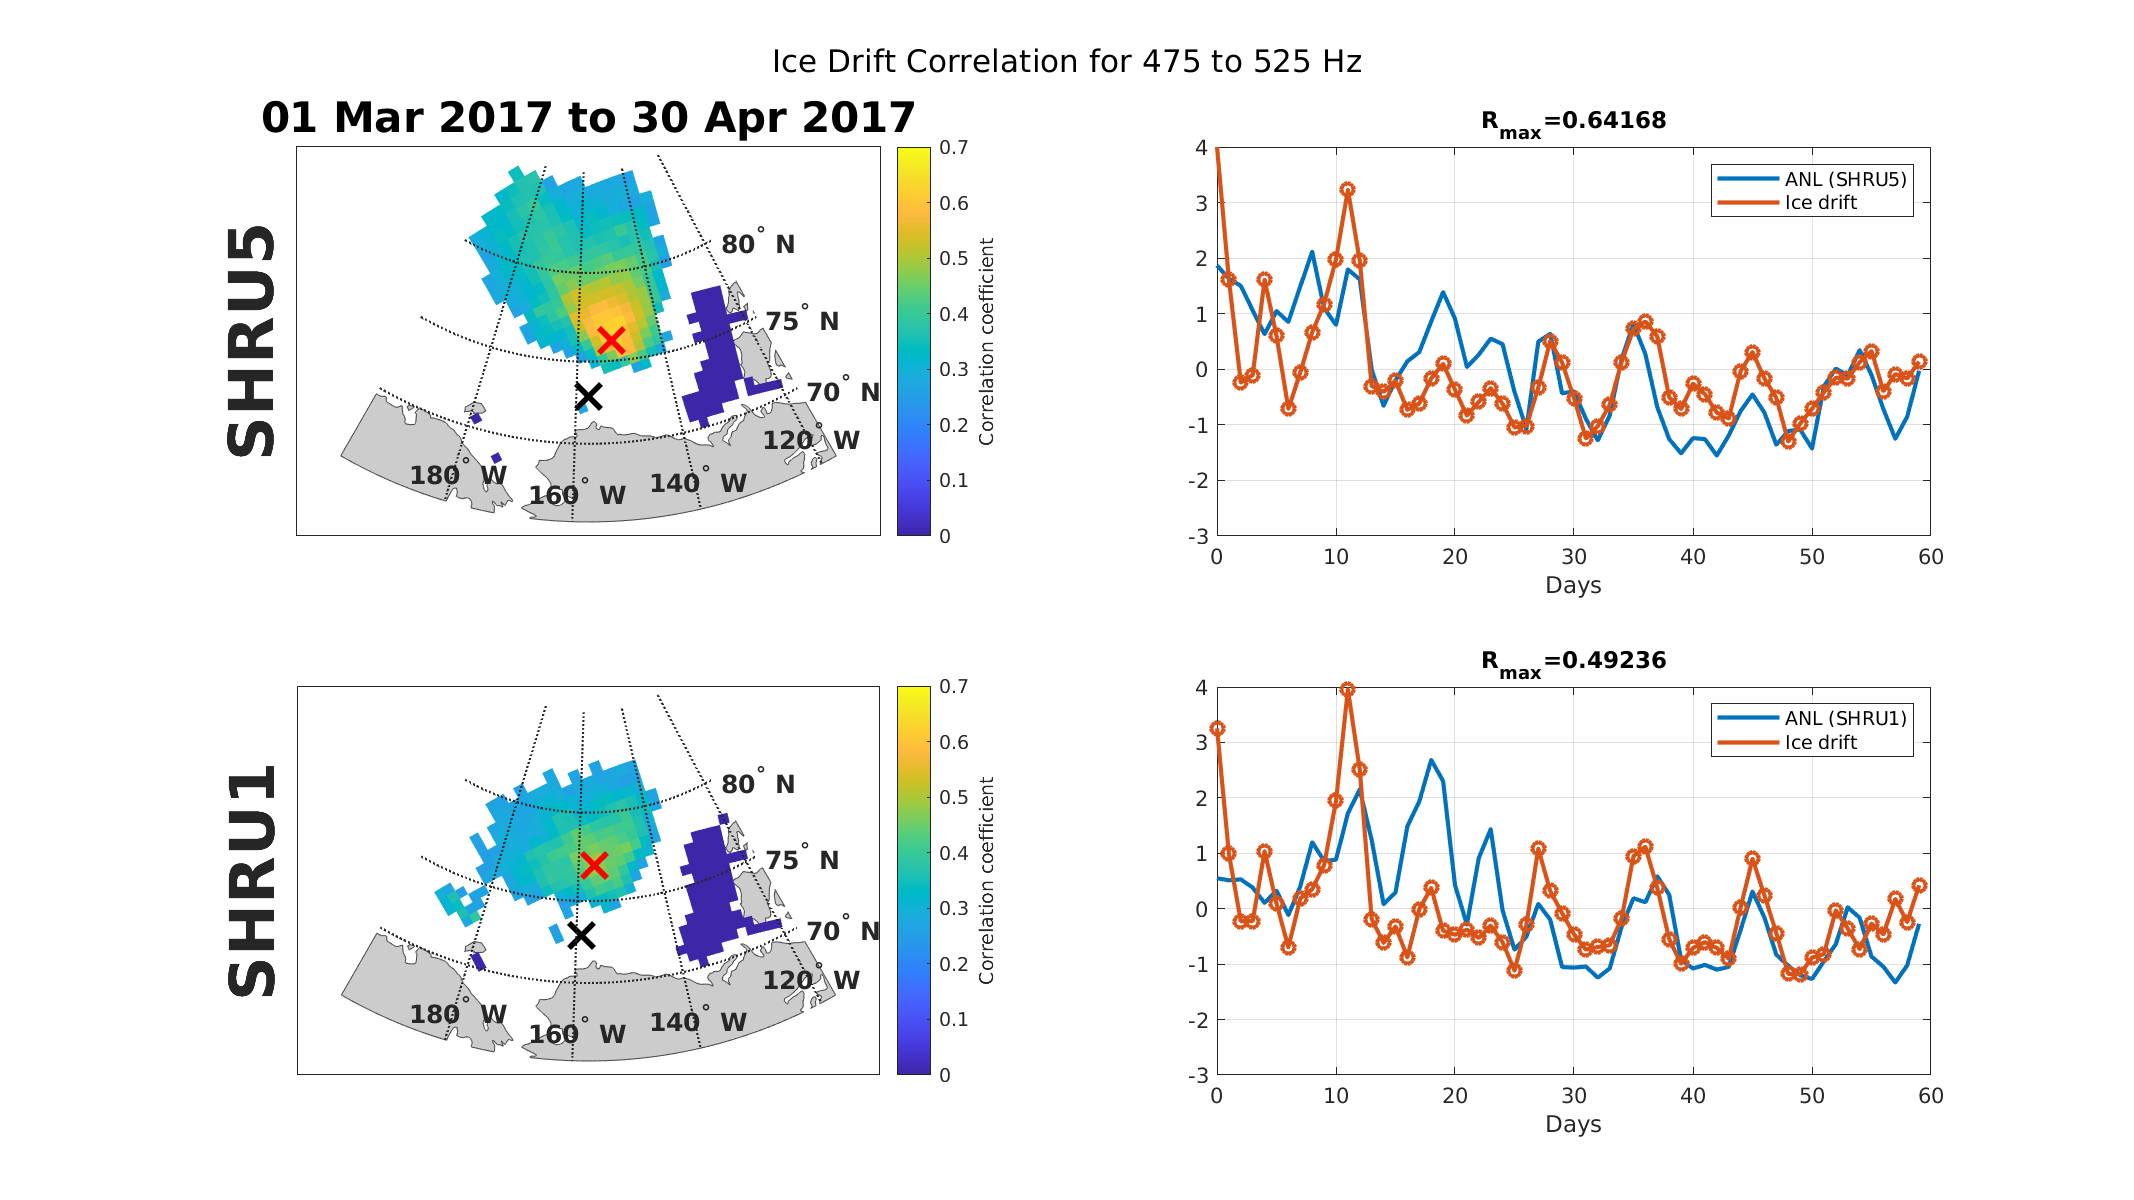 Ice Drift Correlation for 475 to 525 Hz
01 Mar 2017 to 30 Apr 2017
SHRU5
80° N
75° N
70° N
120° W
140° W
160° W
180° W
0.7
0.6
0.5
0.4
0.3
0.2
0.1
0
Correlation coefficient
Rmax=0.64168
ANL (SHRU5)
Ice drift
4
3
2
1
0
-1
-2
-3
0 10 20 30 40 50 60
Days
SHRU1
80° N
75° N
70° N
120° W
140° W
160° W
180° W
0.7
0.6
0.5
0.4
0.3
0.2
0.1
0
Correlation coefficient
Rmax=0.49236
ANL (SHRU1)
Ice drift
4
3
2
1
0
-1
-2
-3
0 10 20 30 40 50 60
Days